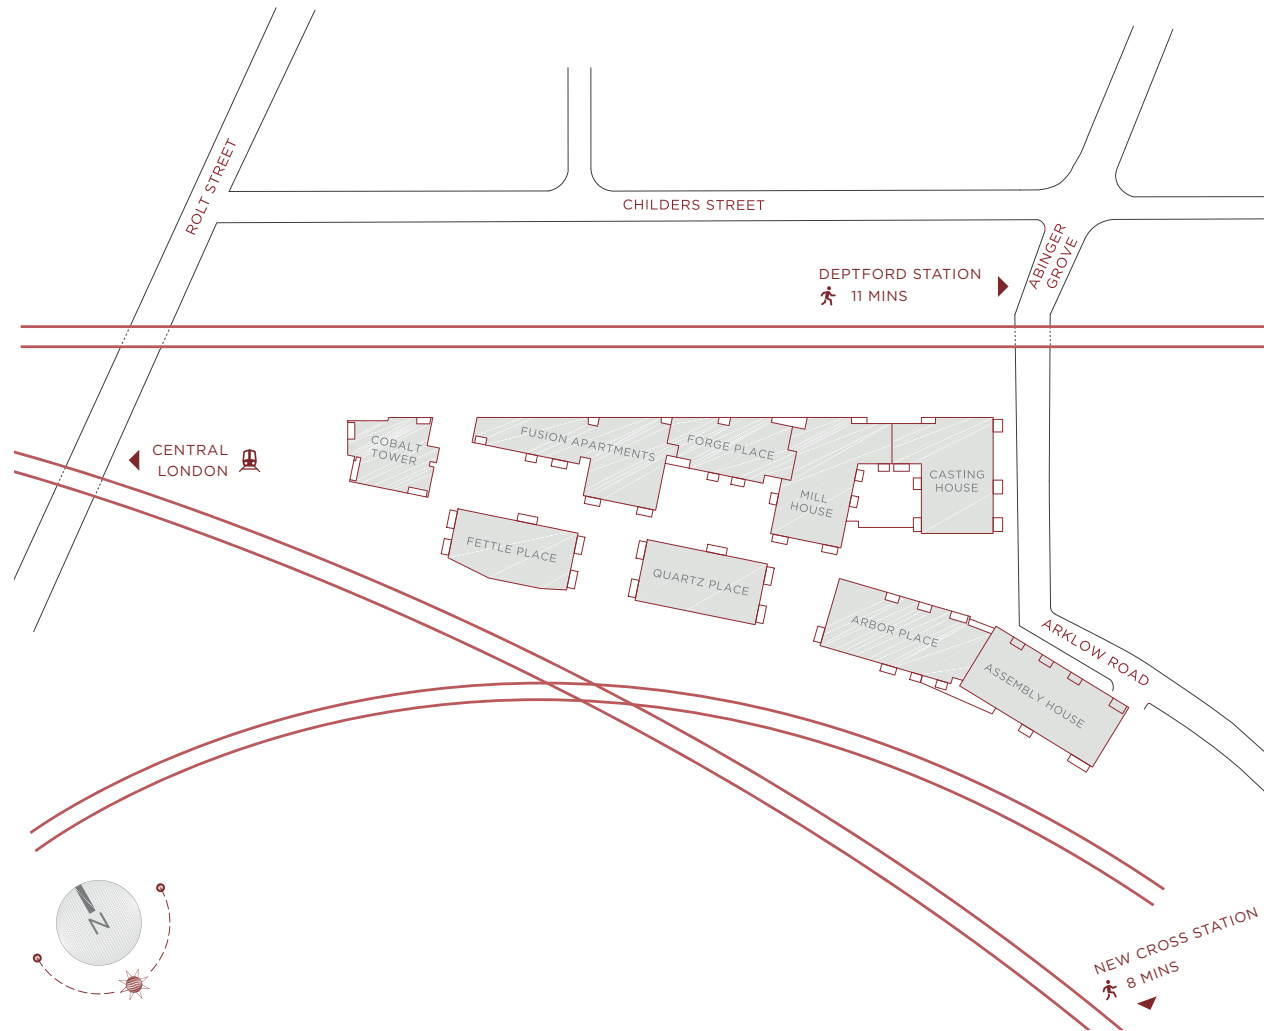 ROLT STREET
CHILDERS STREET
ABINGER
GROVE
DEPTFORD STATION
11 MINS
CENTRAL
LONDON
COBALT
TOWER
FUSION APARTMENTS
FORGE PLACE
MILL
HOUSE
CASTING
HOUSE
FETTLE PLACE
QUARTZ PLACE
ARBOR PLACE
ASSEMBLY HOUSE
ARKLOW ROAD
N
NEW CROSS STATION
8 MINS